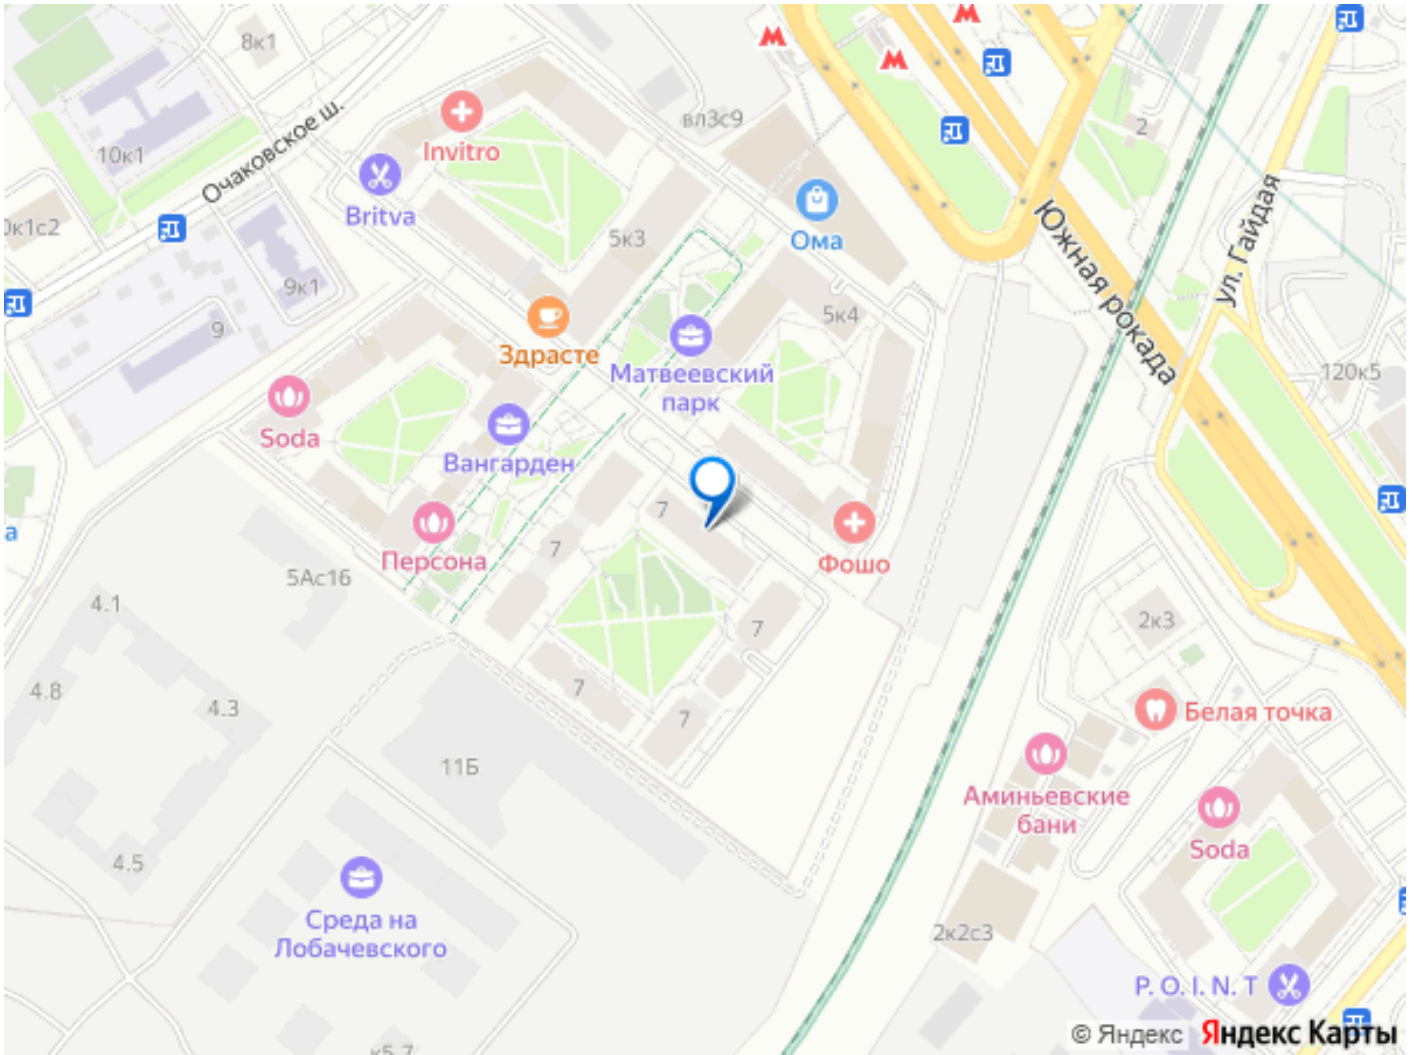 8к1
10к1
Очаковское ш.
Invitro
Britva
вл3с9
2
9к1
9
5к3
Ома
5к4
Южная рокада
ул. Гайдая
120к5
Здрасте
Матвеевский
парк
Soda
Вангарден
7
7
Персона
Фошо
5Ас16
4.1
7
2к3
4.8
4.3
7
7
Белая точка
11Б
Аминьевские
бани
Soda
4.5
Среда на
Лобачевского
2к2с3
P.O.I.N.T
© Яндекс Яндекс Карты